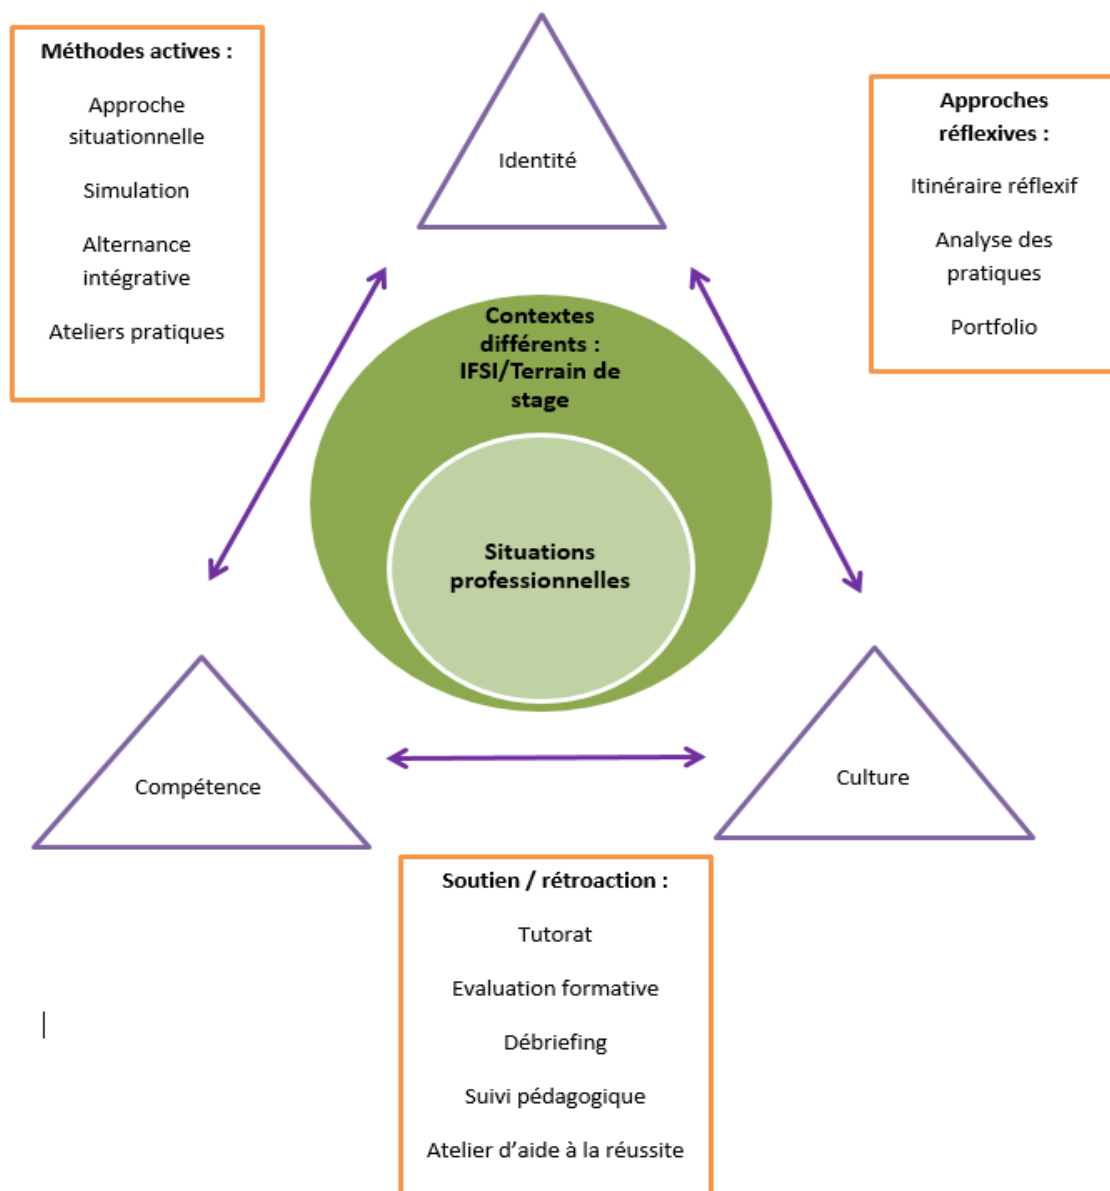 Méthodes actives :
Approche
situationnelle
Simulation
Alternance
intégrative
Ateliers pratiques
Identité
Approches
réflexives :
Itinéraire réflexif
Analyse des
pratiques
Portfolio
Contextes
différents :
IFSI/Terrain de
stage
Situations
professionnelles
Compétence
Culture
Soutien / rétroaction :
Tutorat
Evaluation formative
Débriefing
Suivi pédagogique
Atelier d’aide à la réussite